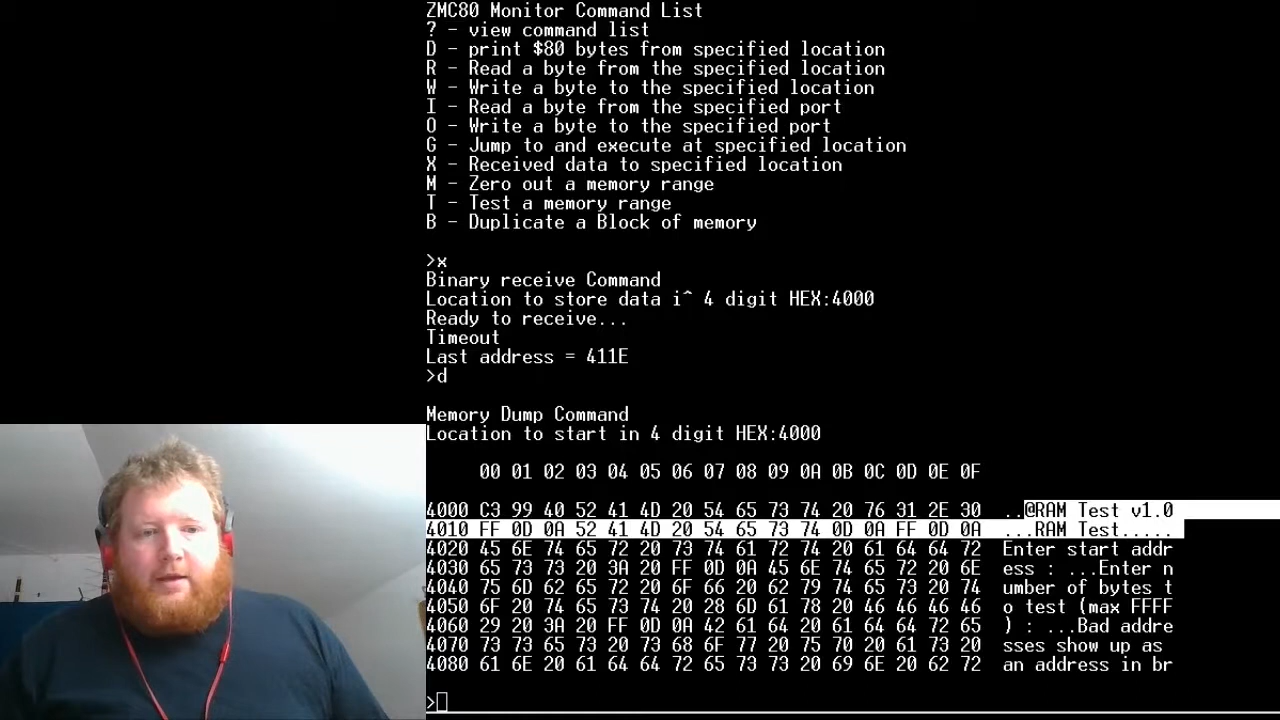 ZMC80 Monitor Command List
? - view command list
D - print $80 bytes from specified location
R - Read a byte from the specified location
W - Write a byte to the specified location
I - Read a byte from the specified port
O - Write a byte to the specified port
G - Jump to and execute at specified location
X - Received data to specified location
M - Zero out a memory range
T - Test a memory range
B - Duplicate a Block of memory
>x
Binary receive Command
Location to store data i^ 4 digit HEX:4000
Ready to receive...
Timeout
Last address = 411E
>d
Memory Dump Command
Location to start in 4 digit HEX:4000
00 01 02 03 04 05 06 07 08 09 0A 0B 0C 0D 0E 0F
4000 C3 99 40 52 41 4D 20 54 65 73 74 20 76 31 2E 30 ..@RAM Test v1.0
4010 FF 0D 0A 52 41 4D 20 54 65 73 74 0D 0A FF 0D 0A ...RAM Test.....
4020 45 6E 74 65 72 20 73 74 61 72 74 20 61 64 64 72 Enter start addr
4030 65 73 73 20 3A 20 FF 0D 0A 45 6E 74 65 72 20 6E ess : ...Enter n
4040 75 6D 62 65 72 20 6F 66 20 62 79 74 65 73 20 74 umber of bytes t
4050 6F 20 74 65 73 74 20 28 6D 61 78 20 46 46 46 46 o test (max FFFF
4060 29 20 3A 20 FF 0D 0A 42 61 64 20 61 64 64 72 65 ) : ...Bad addre
4070 73 73 65 73 20 73 68 6F 77 20 75 70 20 61 73 20 sses show up as
4080 61 6E 20 61 64 64 72 65 73 73 20 69 6E 20 62 72 an address in br
>